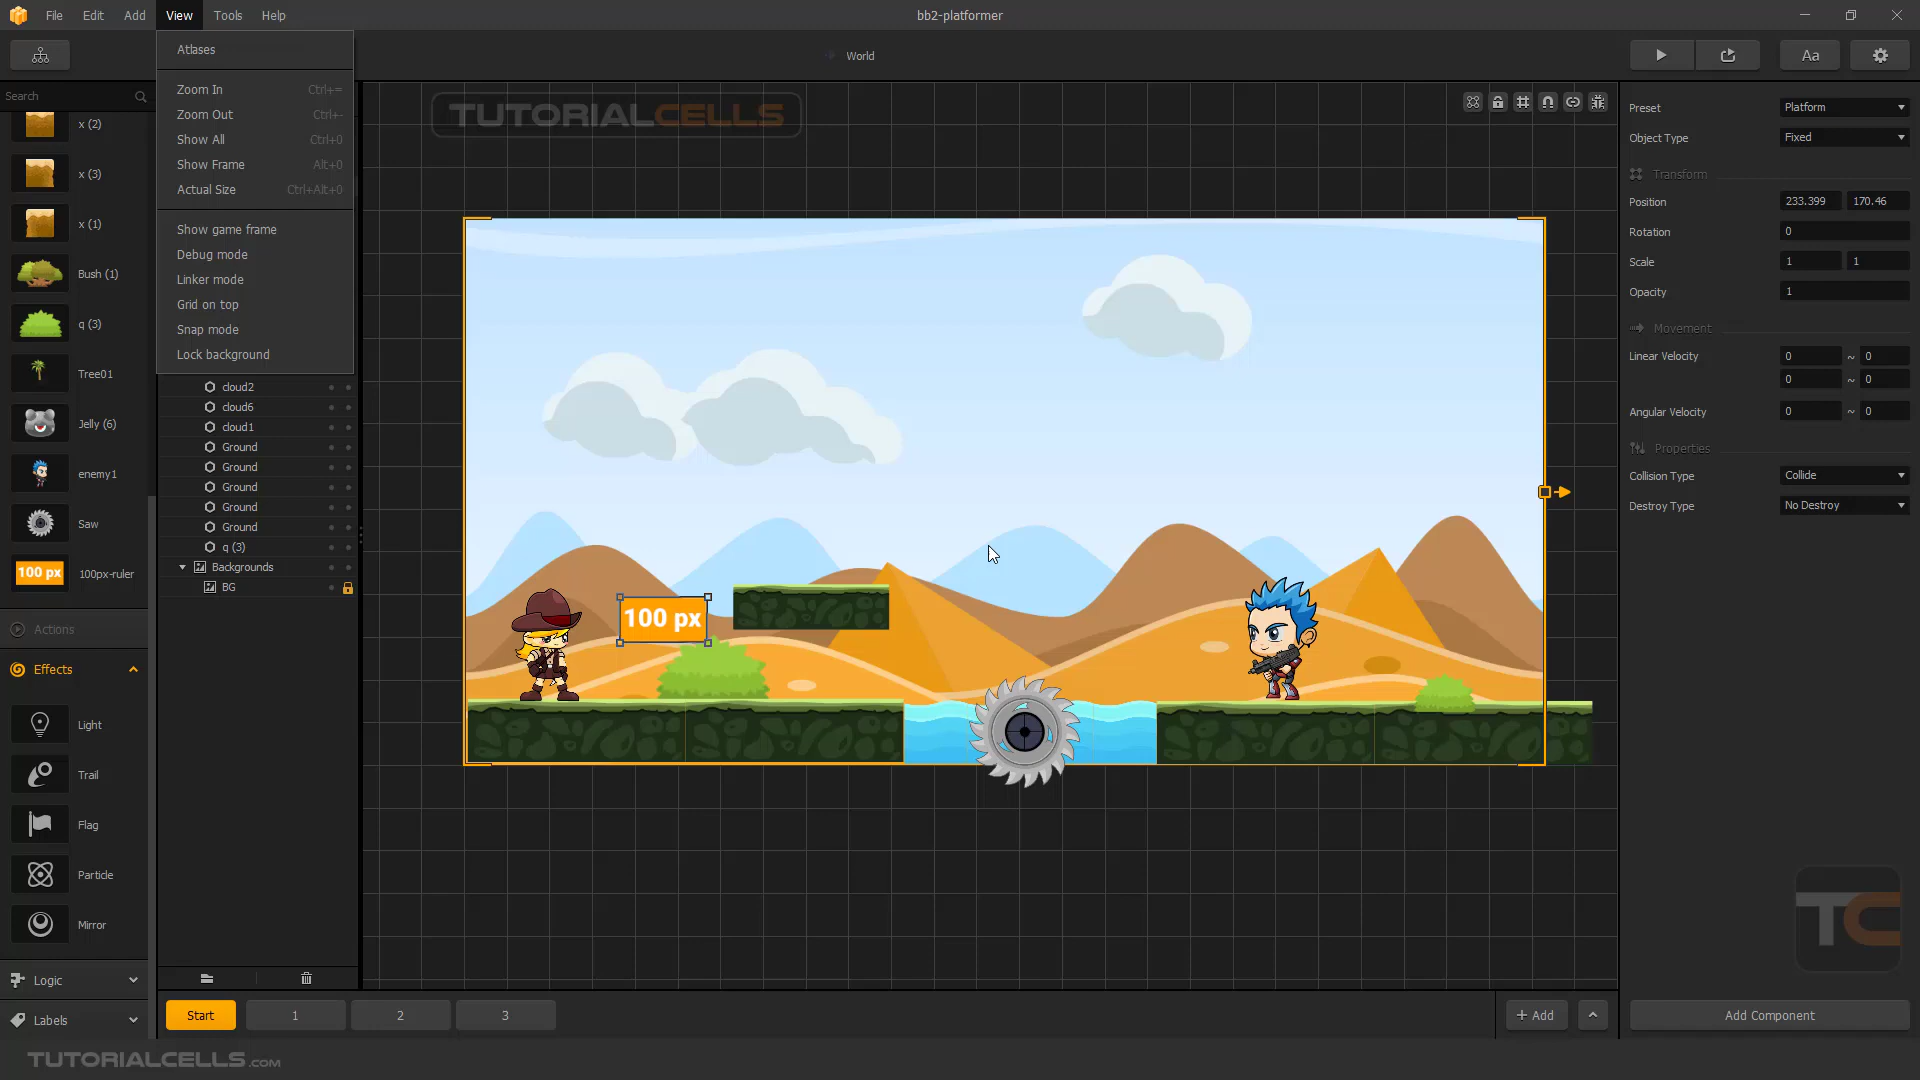 File Edit Add View Tools Help
bb2-platformer
Atlases
Zoom In Ctrl+=
Zoom Out Ctrl+-
Show All Ctrl+0
Show Frame Alt+0
Actual Size Ctrl+Alt+0
Show game frame
Debug mode
Linker mode
Grid on top
Snap mode
Lock background
World
Aa
Search
x (2)
x (3)
x (1)
Bush (1)
q (3)
Tree01
Jelly (6)
enemy1
Saw
100 px
100px-ruler
Actions
Effects
Light
Trail
Flag
Particle
Mirror
Logic
Labels
cloud2
cloud6
cloud1
Ground
Ground
Ground
Ground
Ground
q (3)
Backgrounds
BG
TUTORIALCELLS
100 px
Preset Platform
Object Type Fixed
Transform
Position 233.399 170.46
Rotation 0
Scale 1 1
Opacity 1
Movement
Linear Velocity 0 ~ 0
0 ~ 0
Angular Velocity 0 ~ 0
Properties
Collision Type Collide
Destroy Type No Destroy
TC
Start 1 2 3
+ Add
Add Component
TUTORIALCELLS.COM